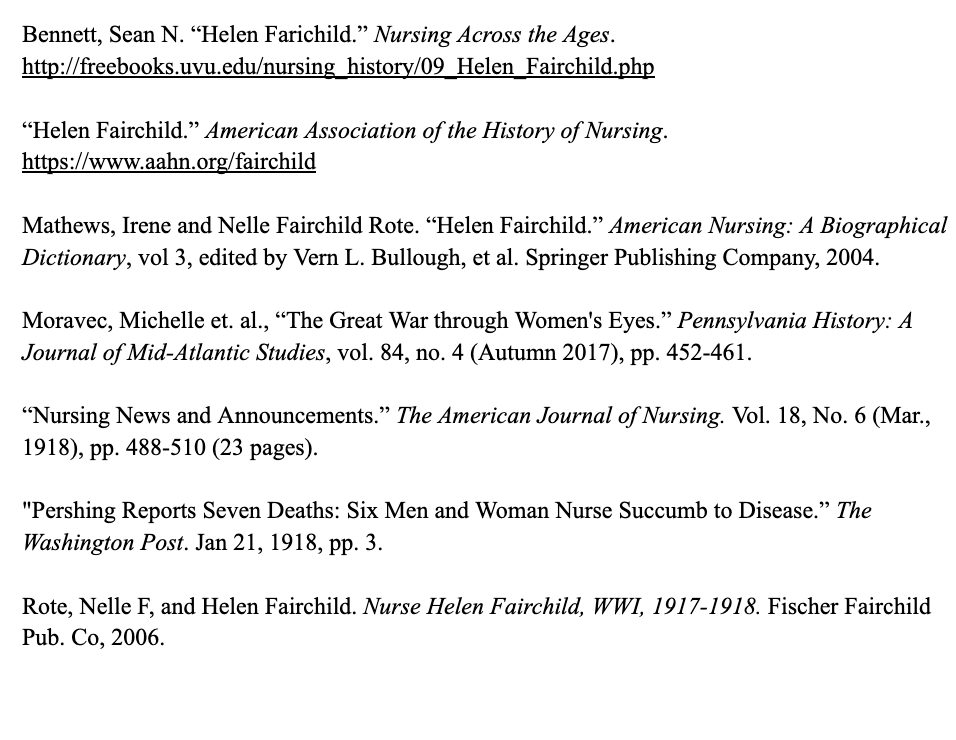 Bennett, Sean N. “Helen Farichild.” Nursing Across the Ages.
http://freebooks.uvu.edu/nursing_history/09_Helen_Fairchild.php
“Helen Fairchild.” American Association of the History of Nursing.
https://www.aahn.org/fairchild
Mathews, Irene and Nelle Fairchild Rote. “Helen Fairchild.” American Nursing: A Biographical
Dictionary, vol 3, edited by Vern L. Bullough, et al. Springer Publishing Company, 2004.
Moravec, Michelle et. al., “The Great War through Women's Eyes.” Pennsylvania History: A
Journal of Mid-Atlantic Studies, vol. 84, no. 4 (Autumn 2017), pp. 452-461.
“Nursing News and Announcements.” The American Journal of Nursing. Vol. 18, No. 6 (Mar.,
1918), pp. 488-510 (23 pages).
"Pershing Reports Seven Deaths: Six Men and Woman Nurse Succumb to Disease.” The
Washington Post. Jan 21, 1918, pp. 3.
Rote, Nelle F, and Helen Fairchild. Nurse Helen Fairchild, WWI, 1917-1918. Fischer Fairchild
Pub. Co, 2006.